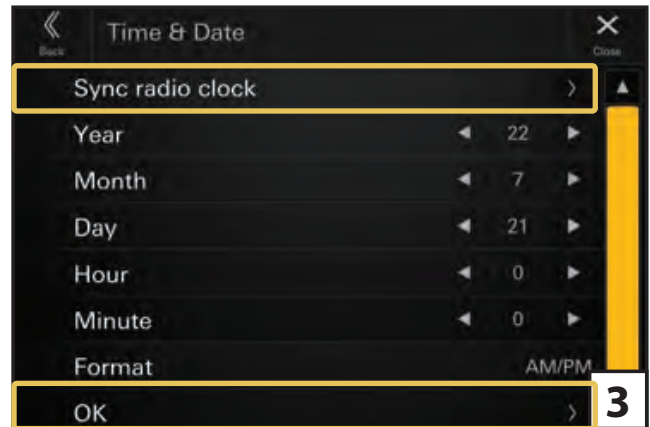 Time & Date
Back
Close
Sync radio clock
Year 22
Month 7
Day 21
Hour 0
Minute 0
Format AM/PM
OK
3